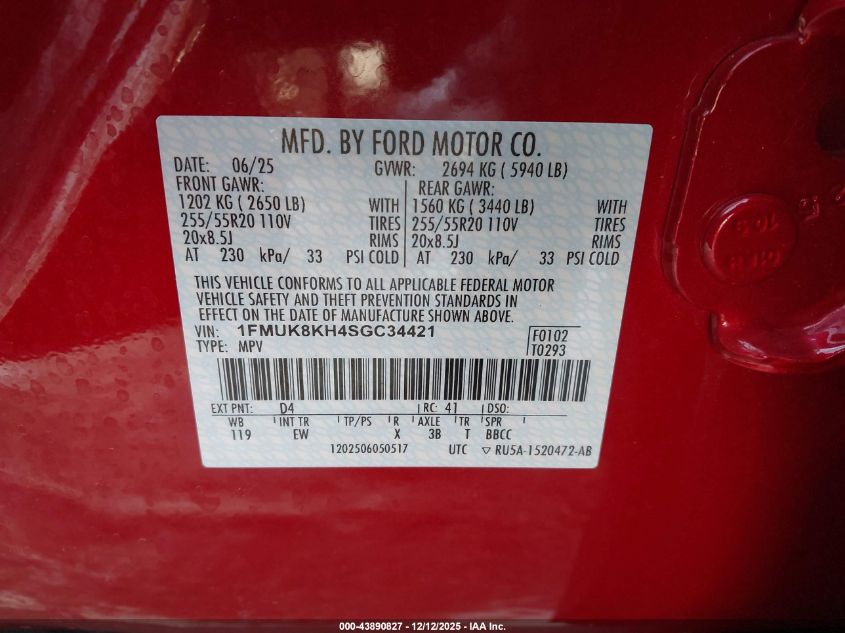 MFD. BY FORD MOTOR CO.
DATE: 06/25 GVWR: 2694 KG ( 5940 LB)
FRONT GAWR: REAR GAWR:
1202 KG ( 2650 LB) WITH 1560 KG ( 3440 LB) WITH
255/55R20 110V TIRES 255/55R20 110V TIRES
20x8.5J RIMS 20x8.5J RIMS
AT 230 kPa/ 33 PSI COLD AT 230 kPa/ 33 PSI COLD
THIS VEHICLE CONFORMS TO ALL APPLICABLE FEDERAL MOTOR
VEHICLE SAFETY AND THEFT PREVENTION STANDARDS IN
EFFECT ON THE DATE OF MANUFACTURE SHOWN ABOVE.
VIN: 1FMUK8KH4SGC34421 F0102
TYPE: MPV T0293
EXT PNT: D4 RC: 41 DSO:
WB INT TR TP/PS R AXLE TR SPR
119 EW X 3B T BBCC
1202506050517 UTC ▽ RU5A-1520472-AB
000-43890827 - 12/12/2025 - IAA Inc.